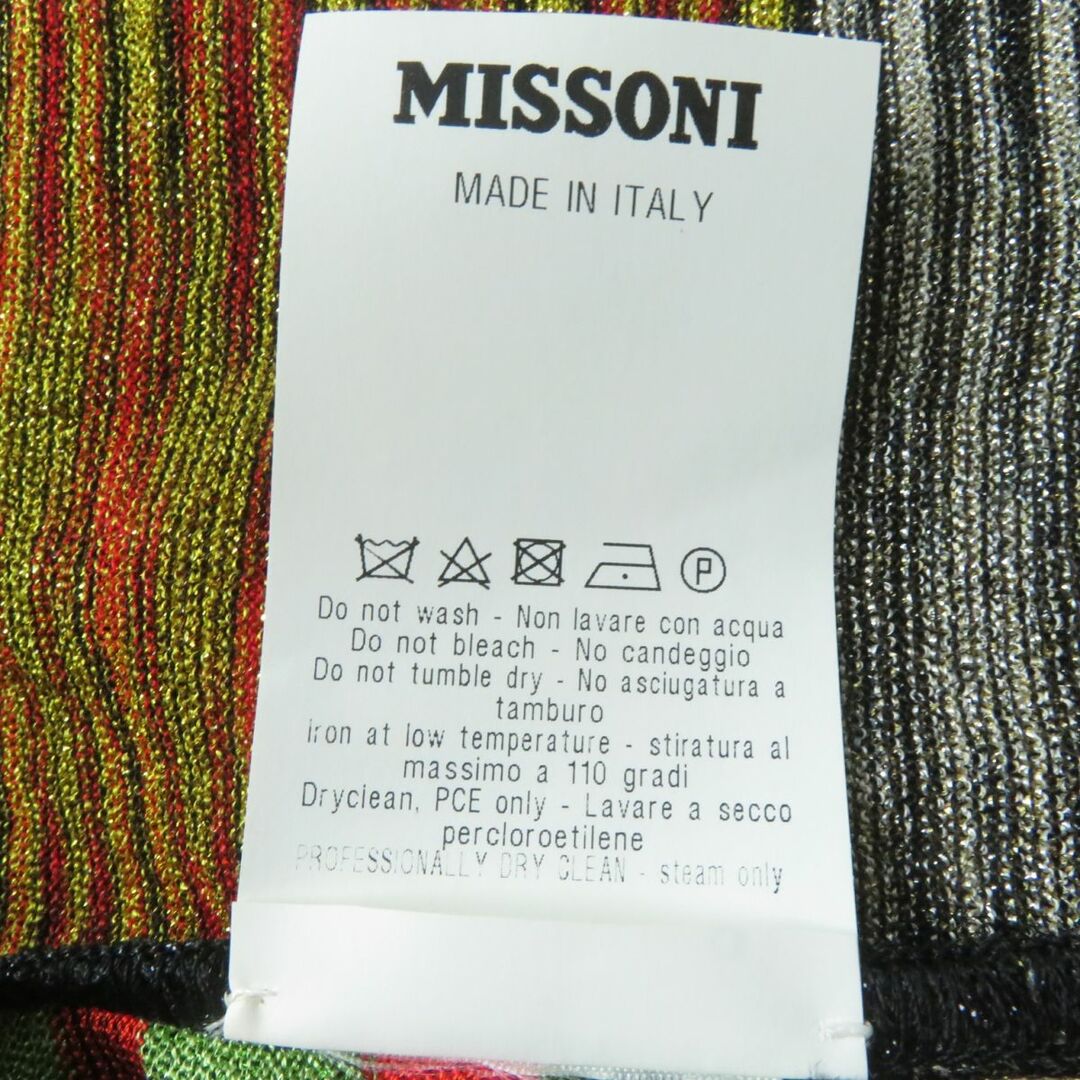 MISSONI
MADE IN ITALY
P
Do not wash - Non lavare con acqua
Do not bleach - No candeggio
Do not tumble dry - No asciugatura a
tamburo
iron at low temperature - stiratura al
massimo a 110 gradi
Dryclean, PCE only - Lavare a secco
percloroetilene
PROFESSIONALLY DRY CLEAN - steam only